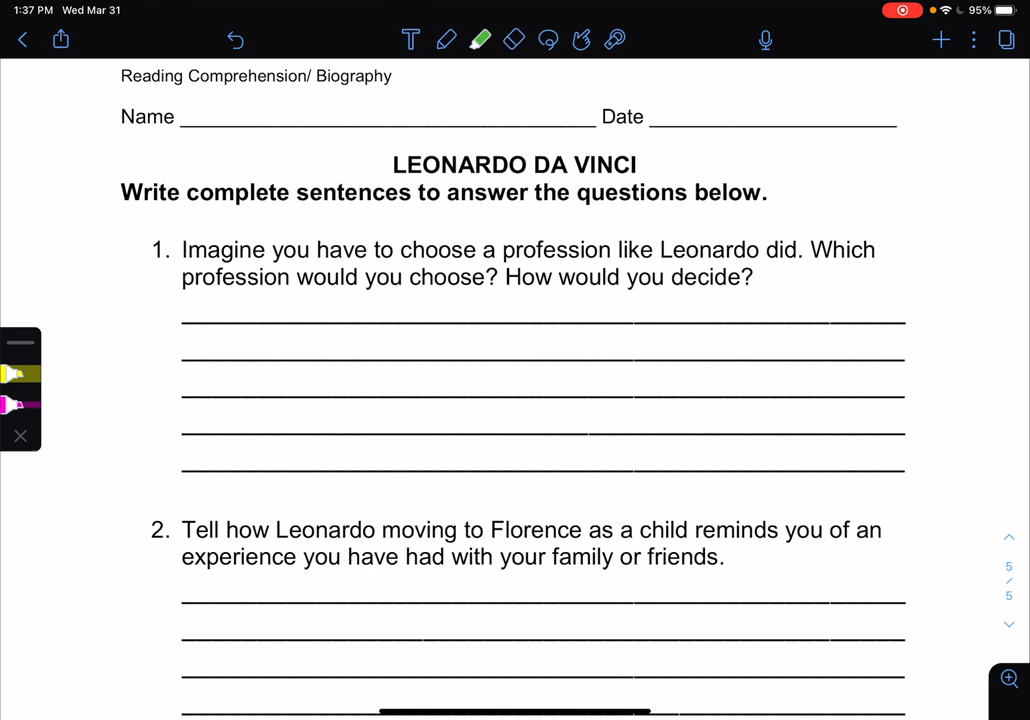 1:37 PM Wed Mar 31
95%
Reading Comprehension/ Biography
Name ______________________________________ Date ______________________
LEONARDO DA VINCI
Write complete sentences to answer the questions below.
1. Imagine you have to choose a profession like Leonardo did. Which
profession would you choose? How would you decide?
2. Tell how Leonardo moving to Florence as a child reminds you of an
experience you have had with your family or friends.
5
/
5